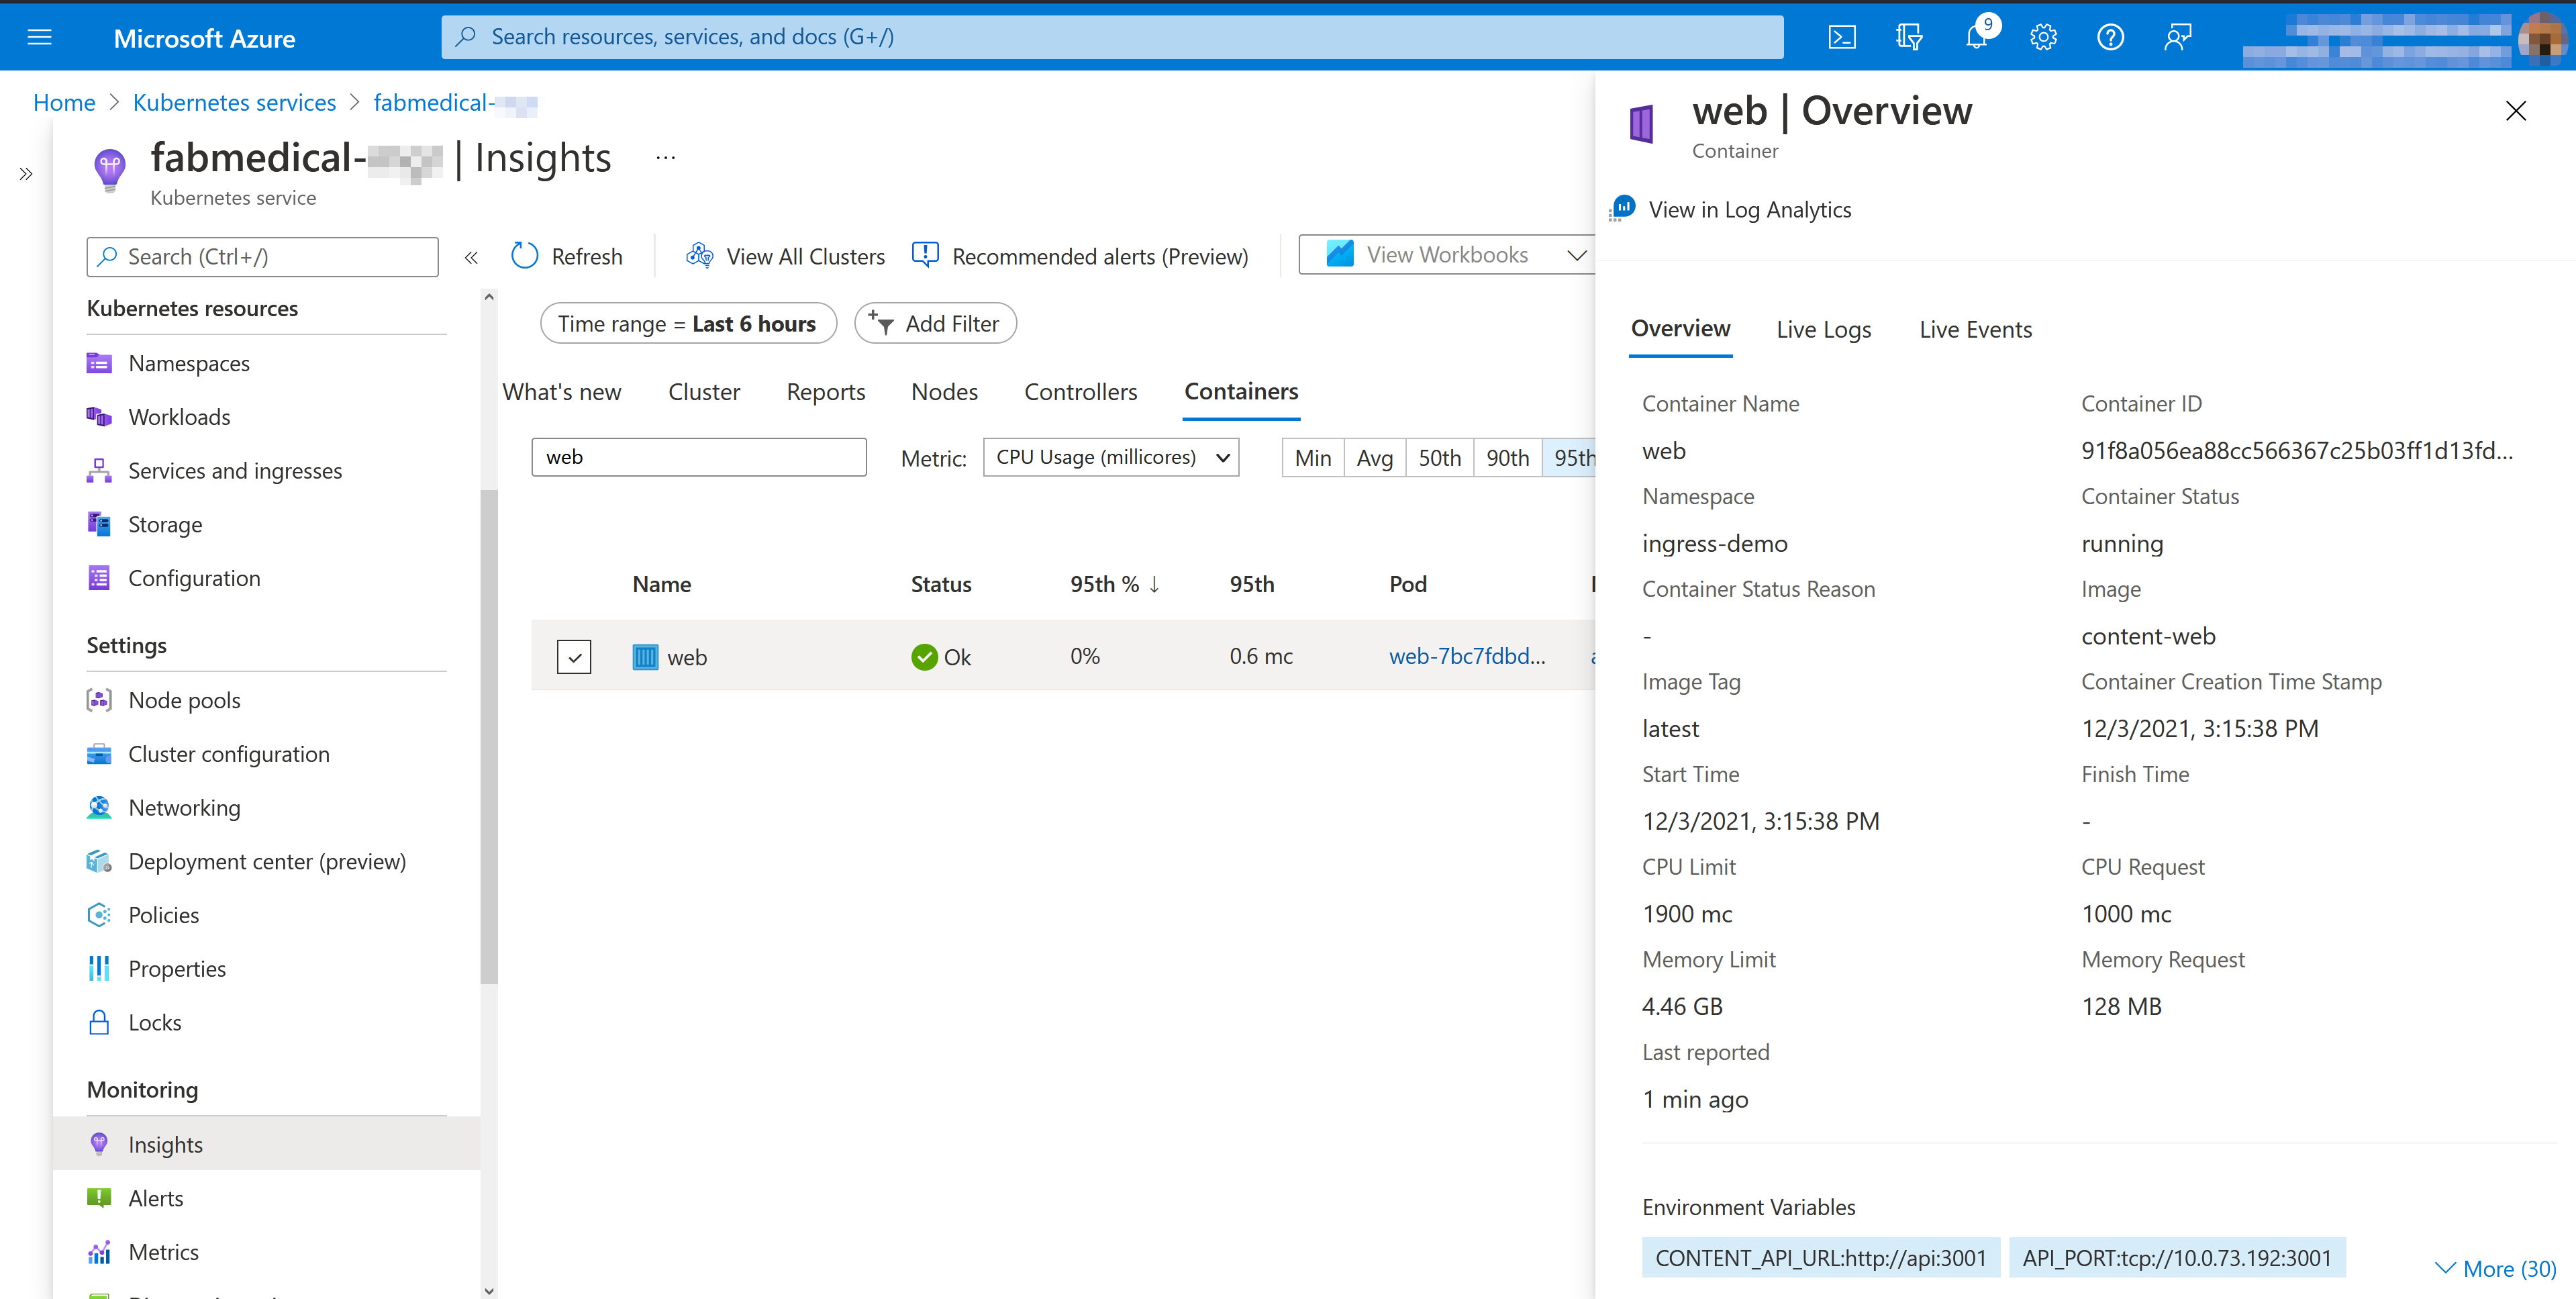 Microsoft Azure
Search resources, services, and docs (G+/)
9
Home > Kubernetes services > fabmedical-
fabmedical- | Insights ...
Kubernetes service
Search (Ctrl+/)
Kubernetes resources
Namespaces
Workloads
Services and ingresses
Storage
Configuration
Settings
Node pools
Cluster configuration
Networking
Deployment center (preview)
Policies
Properties
Locks
Monitoring
Insights
Alerts
Metrics
Refresh
View All Clusters
Recommended alerts (Preview)
View Workbooks
Time range = Last 6 hours
Add Filter
What's new Cluster Reports Nodes Controllers Containers
web
Metric: CPU Usage (millicores)
Min Avg 50th 90th 95th
Name Status 95th % ↓ 95th Pod
web Ok 0% 0.6 mc web-7bc7fdbd...
web | Overview
Container
View in Log Analytics
Overview Live Logs Live Events
Container Name Container ID
web 91f8a056ea88cc566367c25b03ff1d13fd...
Namespace Container Status
ingress-demo running
Container Status Reason Image
- content-web
Image Tag Container Creation Time Stamp
latest 12/3/2021, 3:15:38 PM
Start Time Finish Time
12/3/2021, 3:15:38 PM -
CPU Limit CPU Request
1900 mc 1000 mc
Memory Limit Memory Request
4.46 GB 128 MB
Last reported
1 min ago
Environment Variables
CONTENT_API_URL:http://api:3001 API_PORT:tcp://10.0.73.192:3001
More (30)